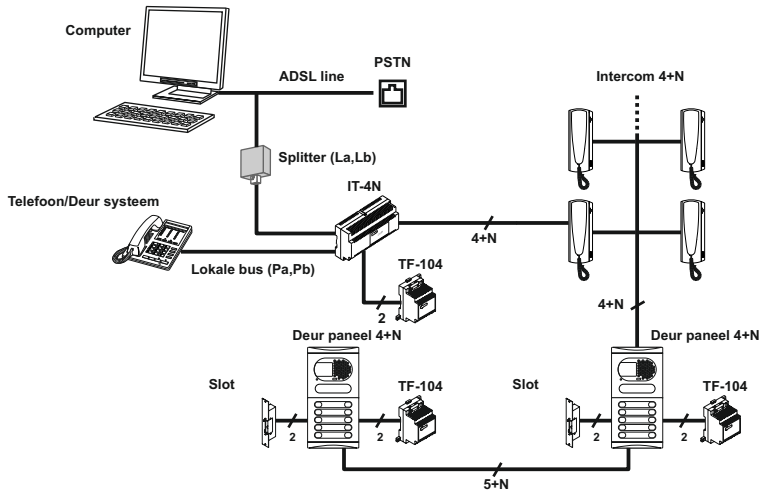 Computer
PSTN
ADSL line
Intercom 4+N
Splitter (La,Lb)
IT-4N
Telefoon/Deur systeem
4+N
Lokale bus (Pa,Pb)
TF-104
2
4+N
Deur paneel 4+N
Deur paneel 4+N
Slot
TF-104
Slot
TF-104
2
2
2
2
5+N